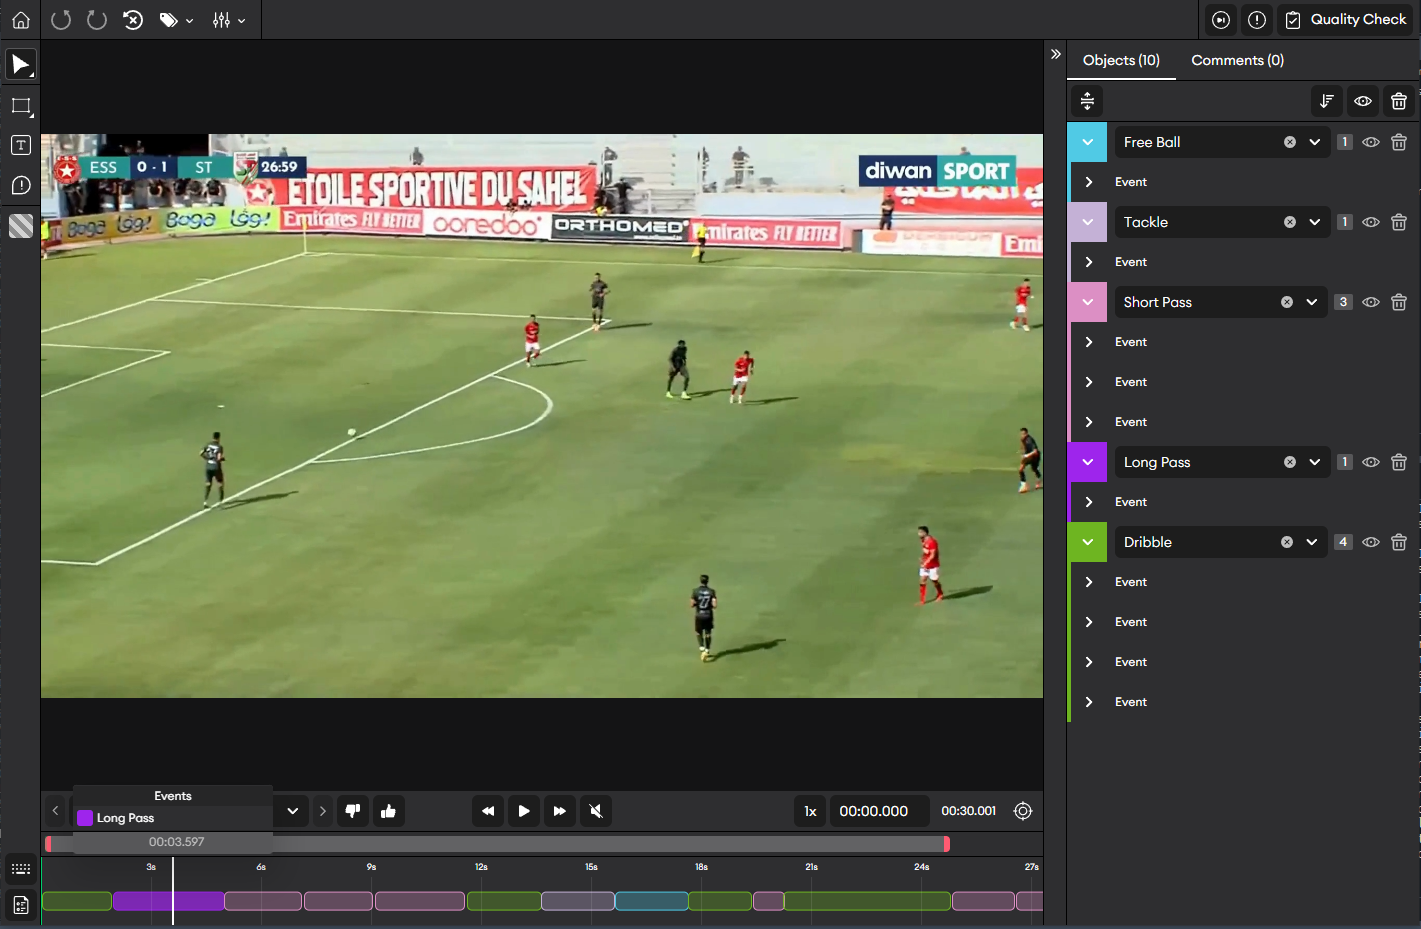 Quality Check
Objects (10)
Comments (0)
ESS 0 - 1 ST 26:59
diwan SPORT
ETOILE SPORTIVE DU SAHEL
Emirates FLY BETTER
ooredoo
ORTHOMED
Emirates FLY BETTER
Emi
Free Ball 1
Event
Tackle 1
Event
Short Pass 3
Event
Event
Event
Long Pass 1
Event
Dribble 4
Event
Event
Event
Event
27
Events
Long Pass
00:03.597
1x 00:00.000 00:30.001
3s 6s 9s 12s 15s 18s 21s 24s 27s